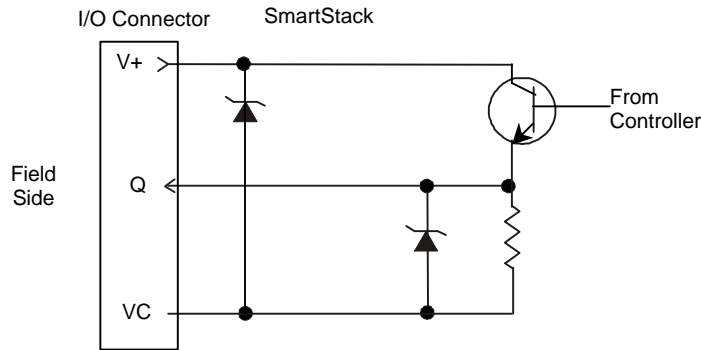 I/O Connector
SmartStack
V+
From
Controller
Field
Side
Q
VC